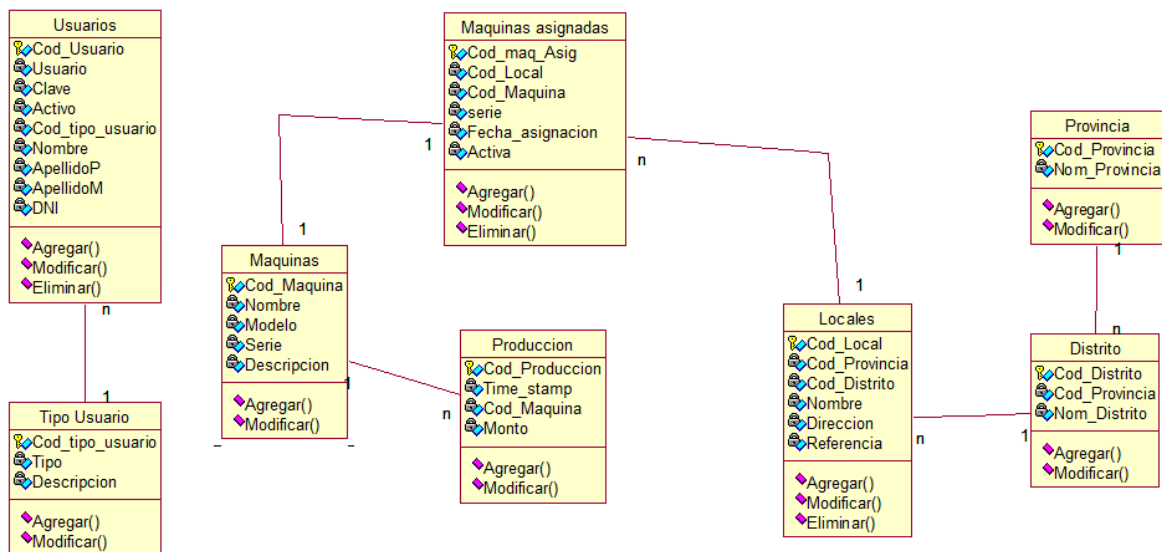 Usuarios
Cod_Usuario
Usuario
Clave
Activo
Cod_tipo_usuario
Nombre
ApellidoP
ApellidoM
DNI
Agregar()
Modificar()
Eliminar()
n
1
Tipo Usuario
Cod_tipo_usuario
Tipo
Descripcion
Agregar()
Modificar()
Maquinas asignadas
Cod_maq_Asig
Cod_Local
Cod_Maquina
serie
Fecha_asignacion
Activa
Agregar()
Modificar()
Eliminar()
1
n
1
Maquinas
Cod_Maquina
Nombre
Modelo
Serie
Descripcion
Agregar()
Modificar()
1
n
Produccion
Cod_Produccion
Time_stamp
Cod_Maquina
Monto
Agregar()
Modificar()
1
Locales
Cod_Local
Cod_Provincia
Cod_Distrito
Nombre
Direccion
Referencia
Agregar()
Modificar()
Eliminar()
n
1
Provincia
Cod_Provincia
Nom_Provincia
Agregar()
Modificar()
1
n
Distrito
Cod_Distrito
Cod_Provincia
Nom_Distrito
Agregar()
Modificar()